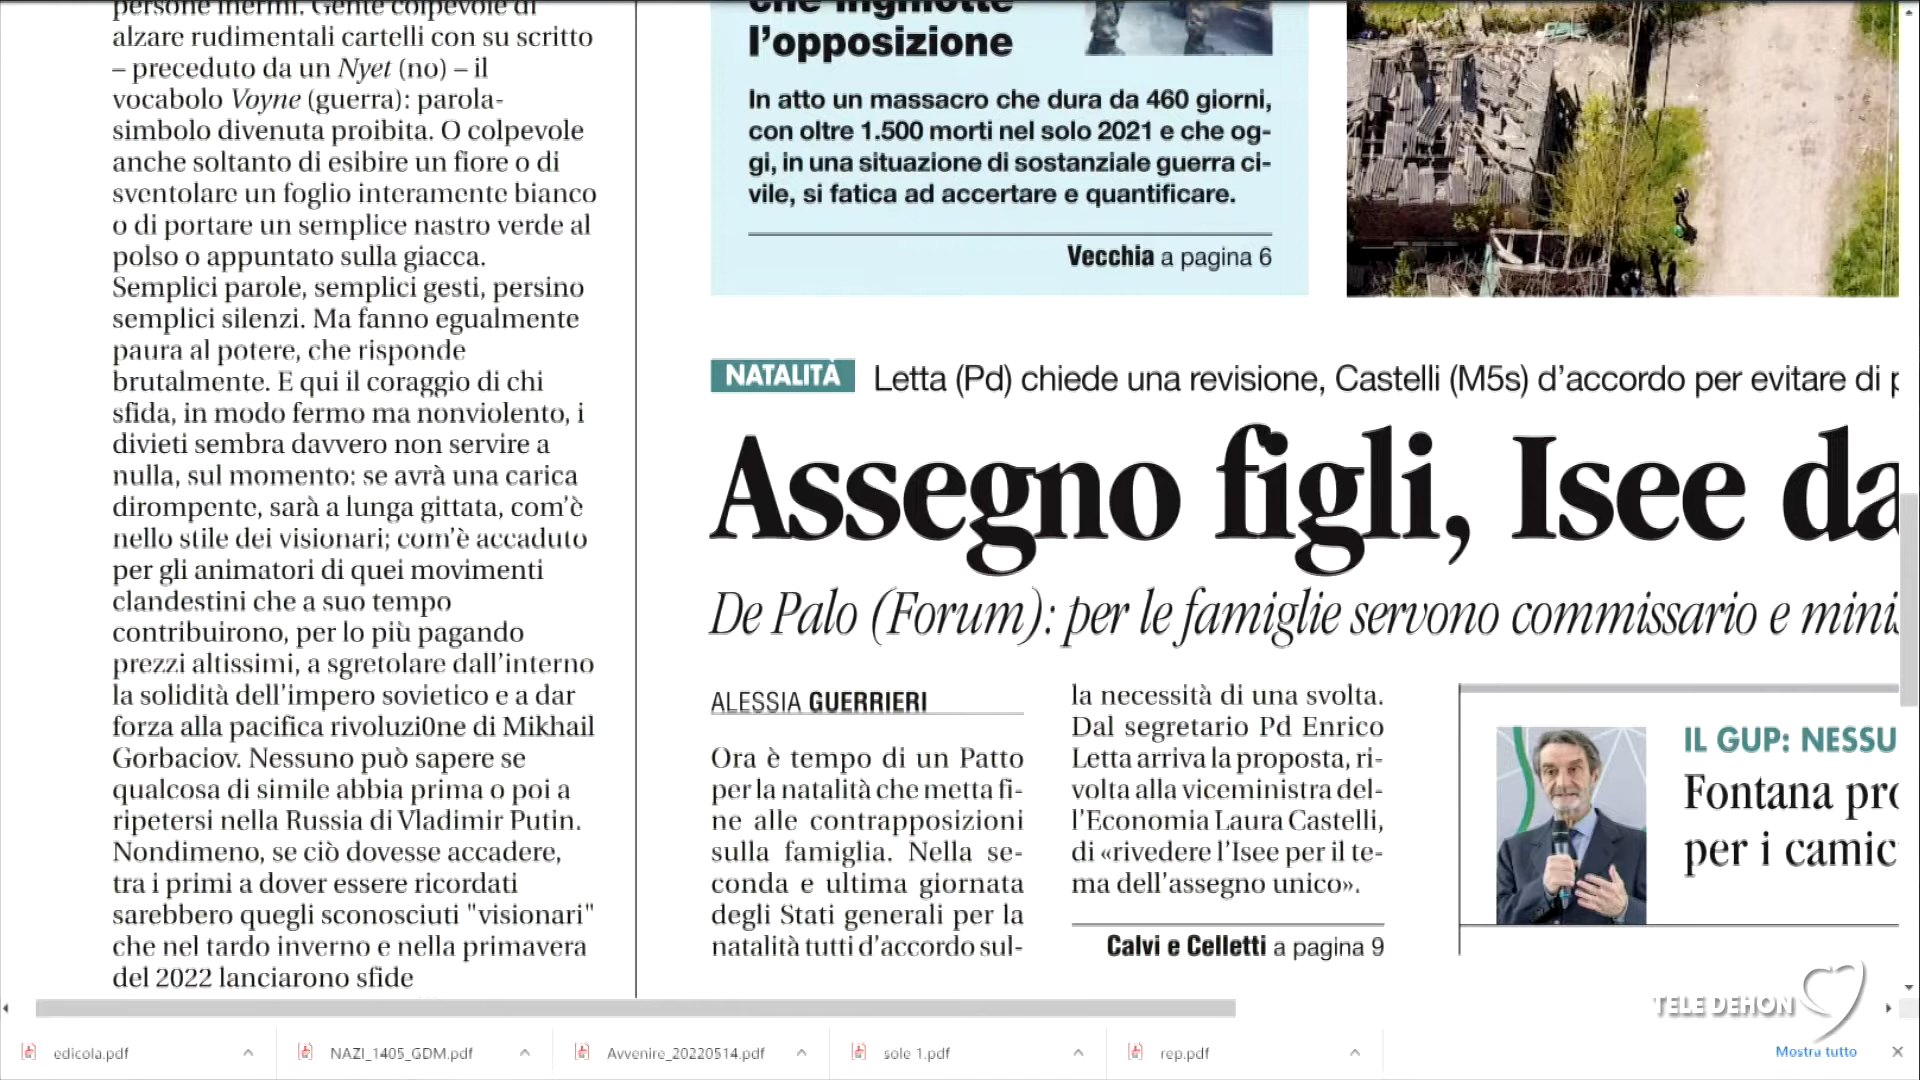 persone inermi. Gente colpevole di
alzare rudimentali cartelli con su scritto
– preceduto da un Nyet (no) – il
vocabolo Voyne (guerra): parola-
simbolo divenuta proibita. O colpevole
anche soltanto di esibire un fiore o di
sventolare un foglio interamente bianco
o di portare un semplice nastro verde al
polso o appuntato sulla giacca.
Semplici parole, semplici gesti, persino
semplici silenzi. Ma fanno egualmente
paura al potere, che risponde
brutalmente. E qui il coraggio di chi
sfida, in modo fermo ma nonviolento, i
divieti sembra davvero non servire a
nulla, sul momento: se avrà una carica
dirompente, sarà a lunga gittata, com'è
nello stile dei visionari; com'è accaduto
per gli animatori di quei movimenti
clandestini che a suo tempo
contribuirono, per lo più pagando
prezzi altissimi, a sgretolare dall'interno
la solidità dell'impero sovietico e a dar
forza alla pacifica rivoluzi0ne di Mikhail
Gorbaciov. Nessuno può sapere se
qualcosa di simile abbia prima o poi a
ripetersi nella Russia di Vladimir Putin.
Nondimeno, se ciò dovesse accadere,
tra i primi a dover essere ricordati
sarebbero quegli sconosciuti "visionari"
che nel tardo inverno e nella primavera
del 2022 lanciarono sfide
che inghiotte
l'opposizione
In atto un massacro che dura da 460 giorni,
con oltre 1.500 morti nel solo 2021 e che og-
gi, in una situazione di sostanziale guerra ci-
vile, si fatica ad accertare e quantificare.
Vecchia a pagina 6
NATALITÀ Letta (Pd) chiede una revisione, Castelli (M5s) d'accordo per evitare di p
Assegno figli, Isee da
De Palo (Forum): per le famiglie servono commissario e minis
ALESSIA GUERRIERI
Ora è tempo di un Patto
per la natalità che metta fi-
ne alle contrapposizioni
sulla famiglia. Nella se-
conda e ultima giornata
degli Stati generali per la
natalità tutti d'accordo sul-
la necessità di una svolta.
Dal segretario Pd Enrico
Letta arriva la proposta, ri-
volta alla viceministra del-
l'Economia Laura Castelli,
di «rivedere l'Isee per il te-
ma dell'assegno unico».
Calvi e Celletti a pagina 9
IL GUP: NESSU
Fontana pro
per i camic
TELE DEHON
edicola.pdf
NAZI_1405_GDM.pdf
Avvenire_20220514.pdf
sole 1.pdf
rep.pdf
Mostra tutto